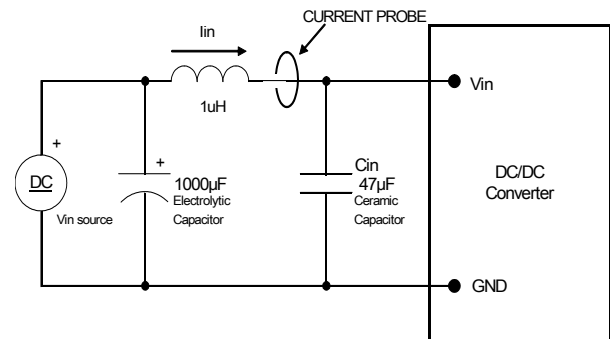 CURRENT PROBE
Iin
1uH
Vin
+
DC
Vin source
+
1000µF
Electrolytic
Capacitor
Cin
47µF
Ceramic
Capacitor
DC/DC
Converter
GND